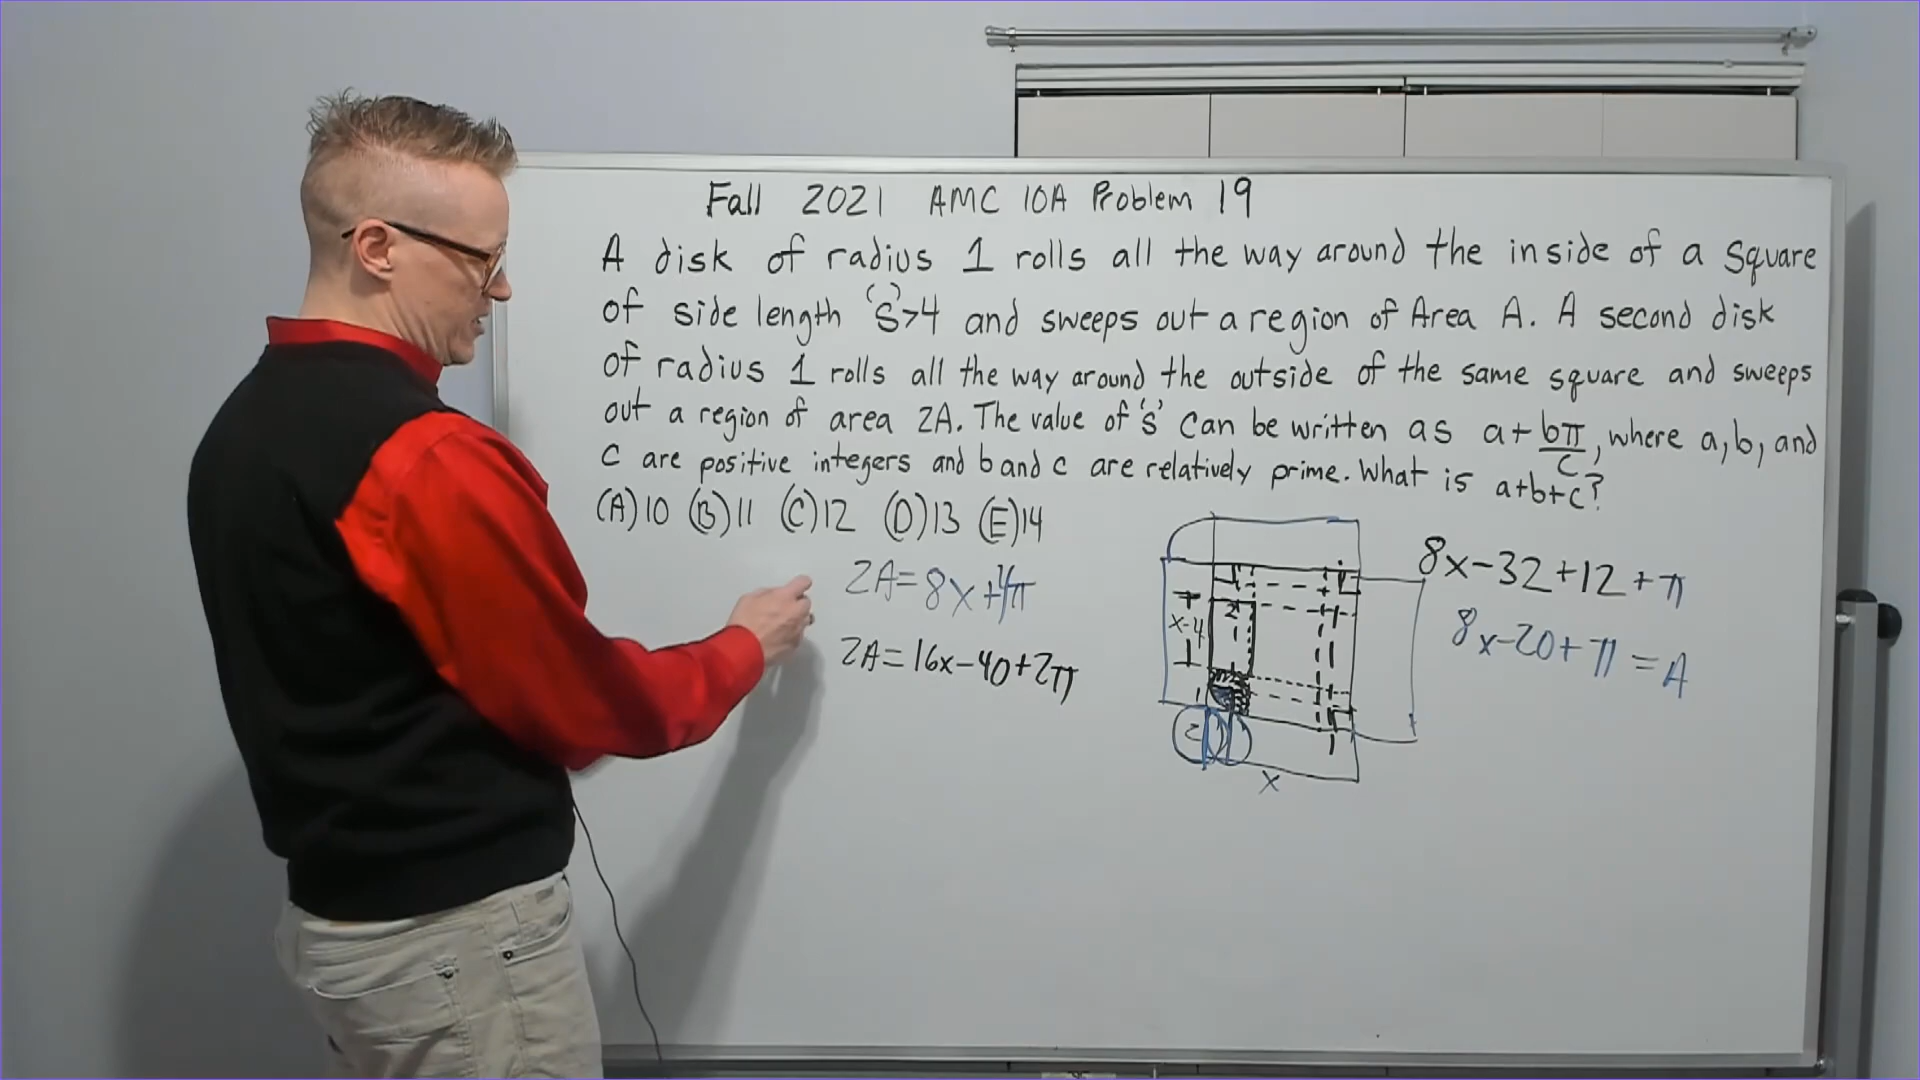 Fall 2021 AMC 10A Problem 19
A disk of radius 1 rolls all the way around the inside of a square
of side length 's'>4 and sweeps out a region of Area A. A second disk
of radius 1 rolls all the way around the outside of the same square and sweeps
out a region of area 2A. The value of 's' can be written as a+bπ/c, where a, b, and
c are positive integers and b and c are relatively prime. What is a+b+c?
(A) 10 (B) 11 (C) 12 (D) 13 (E) 14
2A=8x+4π
2A=16x-40+2π
x-4
2
1
2
x
8x-32+12+π
8x-20+π=A